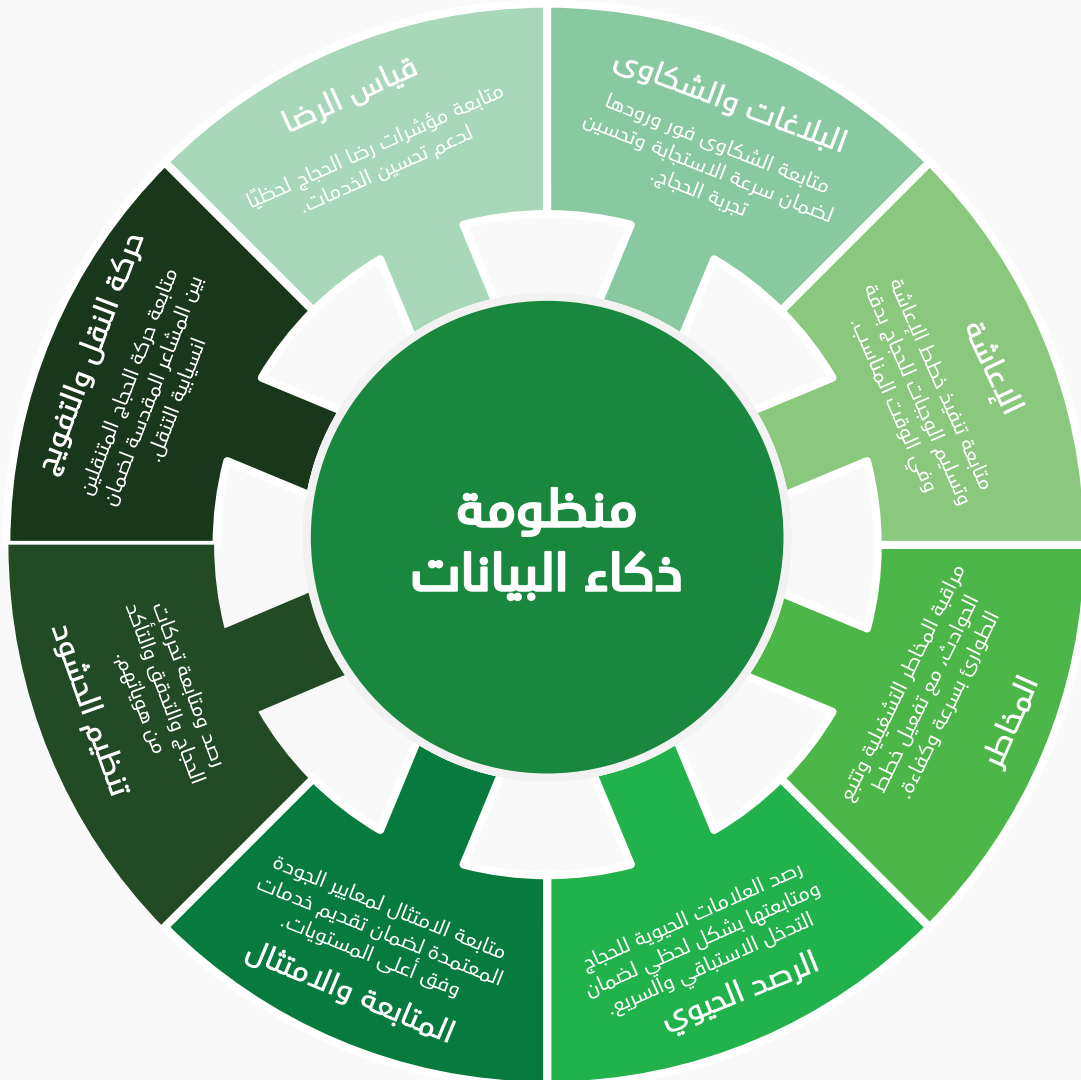 منظومة
ذكاء البيانات
البلاغات والشكاوى
متابعة الشكاوى فور ورودها
لضمان سرعة الاستجابة وتحسين
تجربة الحجاج.
الإعاشة
متابعة تنفيذ خطط الإعاشة
وتسليم الوجبات للحجاج بدقة
وفي الوقت المناسب.
المخاطر
مراقبة المخاطر التشغيلية وتتبع
الحوادث، مع تفعيل خطط
الطوارئ بسرعة وكفاءة.
رصد العلامات الحيوية للحجاج
ومتابعتها بشكل لحظي لضمان
التدخل الاستباقي والسريع.
الرصد الحيوي
متابعة الامتثال لمعايير الجودة
المعتمدة لضمان تقديم خدمات
وفق أعلى المستويات.
المتابعة والامتثال
تنظيم الحشود
رصد ومتابعة تحركات
الحجاج والتحقق والتأكد
من هوياتهم.
حركة النقل والتفويج
متابعة حركة الحجاج المتنقلين
بين المشاعر المقدسة لضمان
انسيابية التنقل.
قياس الرضا
متابعة مؤشرات رضا الحجاج لحظيًا
لدعم تحسين الخدمات.